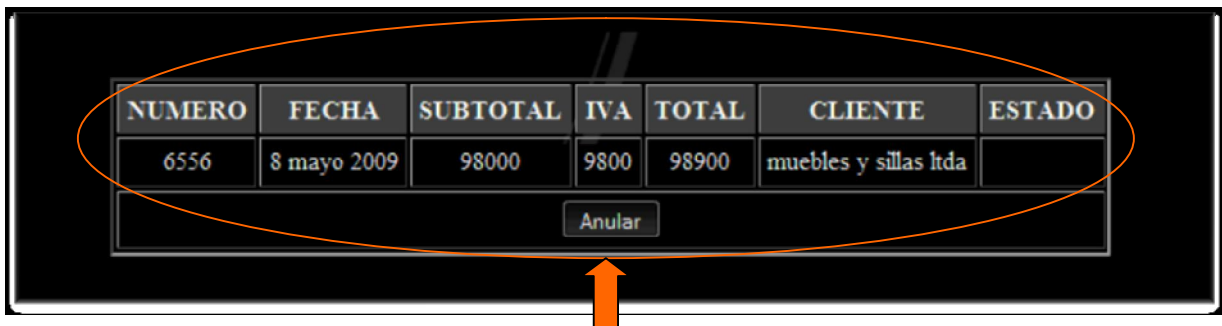 NUMERO FECHA SUBTOTAL IVA TOTAL CLIENTE ESTADO
6556 8 mayo 2009 98000 9800 98900 muebles y sillas ltda
Anular